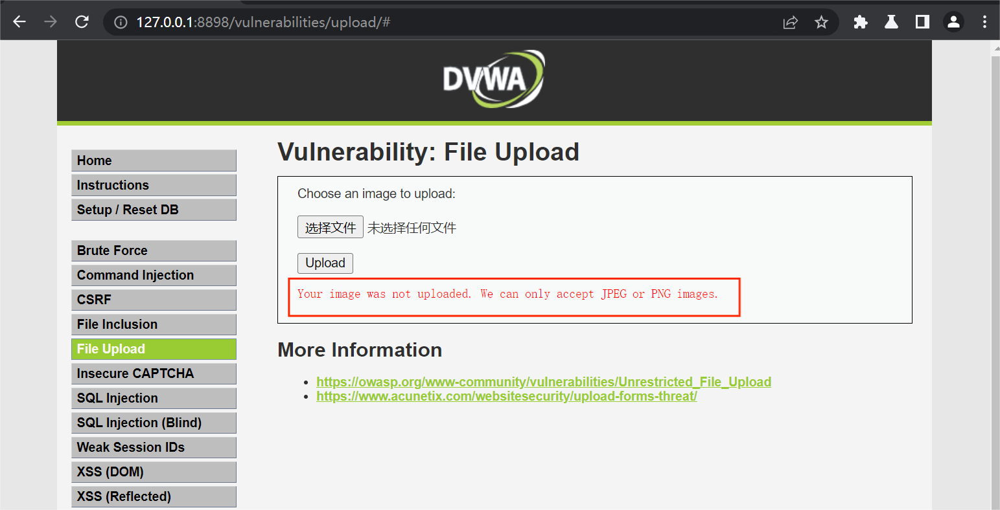 127.0.0.1:8898/vulnerabilities/upload/#
DVWA
Home
Instructions
Setup / Reset DB
Brute Force
Command Injection
CSRF
File Inclusion
File Upload
Insecure CAPTCHA
SQL Injection
SQL Injection (Blind)
Weak Session IDs
XSS (DOM)
XSS (Reflected)
Vulnerability: File Upload
Choose an image to upload:
选择文件 未选择任何文件
Upload
Your image was not uploaded. We can only accept JPEG or PNG images.
More Information
https://owasp.org/www-community/vulnerabilities/Unrestricted_File_Upload
https://www.acunetix.com/websitesecurity/upload-forms-threat/